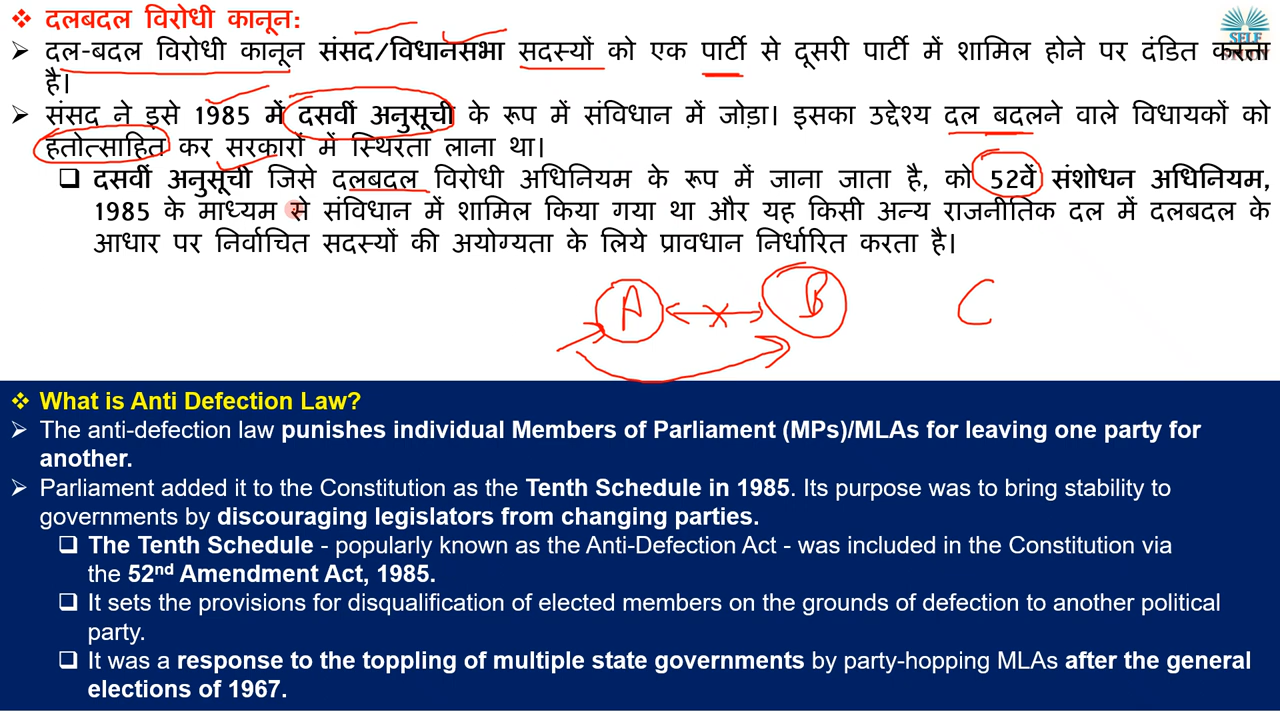 ❖ दलबदल विरोधी कानून:
➢ दल-बदल विरोधी कानून संसद/विधानसभा सदस्यों को एक पार्टी से दूसरी पार्टी में शामिल होने पर दंडित करता
है।
➢ संसद ने इसे 1985 में दसवीं अनुसूची के रूप में संविधान में जोड़ा। इसका उद्देश्य दल बदलने वाले विधायकों को
हतोत्साहित कर सरकारों में स्थिरता लाना था।
❑ दसवीं अनुसूची जिसे दलबदल विरोधी अधिनियम के रूप में जाना जाता है, को 52वें संशोधन अधिनियम,
1985 के माध्यम से संविधान में शामिल किया गया था और यह किसी अन्य राजनीतिक दल में दलबदल के
आधार पर निर्वाचित सदस्यों की अयोग्यता के लिये प्रावधान निर्धारित करता है।
A B C
❖ What is Anti Defection Law?
➢ The anti-defection law punishes individual Members of Parliament (MPs)/MLAs for leaving one party for
another.
➢ Parliament added it to the Constitution as the Tenth Schedule in 1985. Its purpose was to bring stability to
governments by discouraging legislators from changing parties.
❑ The Tenth Schedule - popularly known as the Anti-Defection Act - was included in the Constitution via
the 52nd Amendment Act, 1985.
❑ It sets the provisions for disqualification of elected members on the grounds of defection to another political
party.
❑ It was a response to the toppling of multiple state governments by party-hopping MLAs after the general
elections of 1967.
SELF